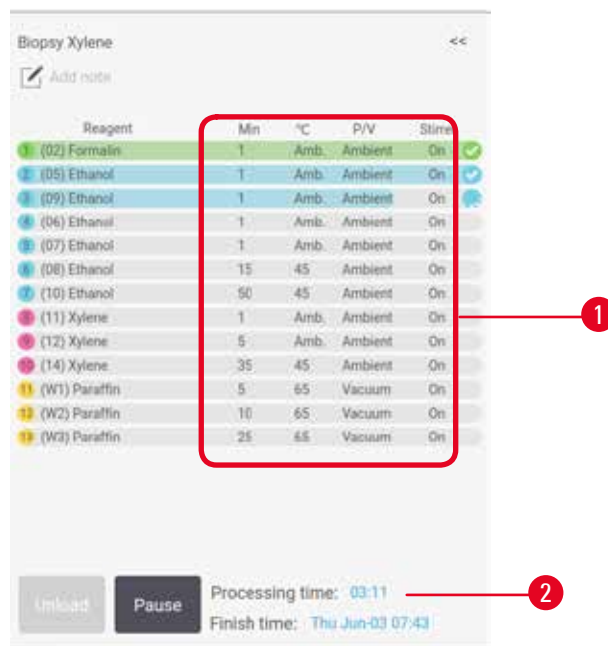 Biopsy Xylene <<
Add note
Reagent Min °C P/V Stirre
1 (02) Formalin 1 Amb. Ambient On
2 (05) Ethanol 1 Amb. Ambient On
3 (09) Ethanol 1 Amb. Ambient On
4 (06) Ethanol 1 Amb. Ambient On
5 (07) Ethanol 1 Amb. Ambient On
6 (08) Ethanol 15 45 Ambient On
7 (10) Ethanol 50 45 Ambient On
8 (11) Xylene 1 Amb. Ambient On
9 (12) Xylene 5 Amb. Ambient On
10 (14) Xylene 35 45 Ambient On
11 (W1) Paraffin 5 65 Vacuum On
12 (W2) Paraffin 10 65 Vacuum On
13 (W3) Paraffin 25 65 Vacuum On
1
Unload Pause Processing time: 03:11 2
Finish time: Thu Jun-03 07:43